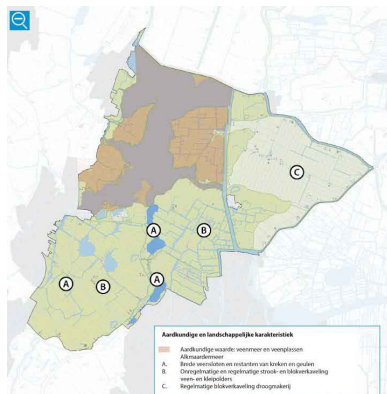 C
A
B
A
A
B
Aardkundige en landschappelijke karakteristiek
Aardkundige waarde: veenmeer en veenplassen
Alkmaardermeer
A. Brede veensloten en restanten van kreken en geulen
B. Onregelmatige en regelmatige strook- en blokverkaveling
veen- en kleipolders
C. Regelmatige blokverkaveling droogmakerij